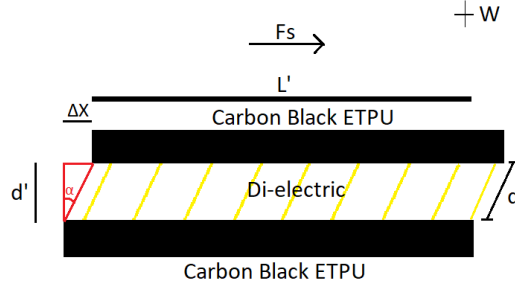 W
Fs
L'
ΔX
Carbon Black ETPU
α
d'
Di-electric
d
Carbon Black ETPU